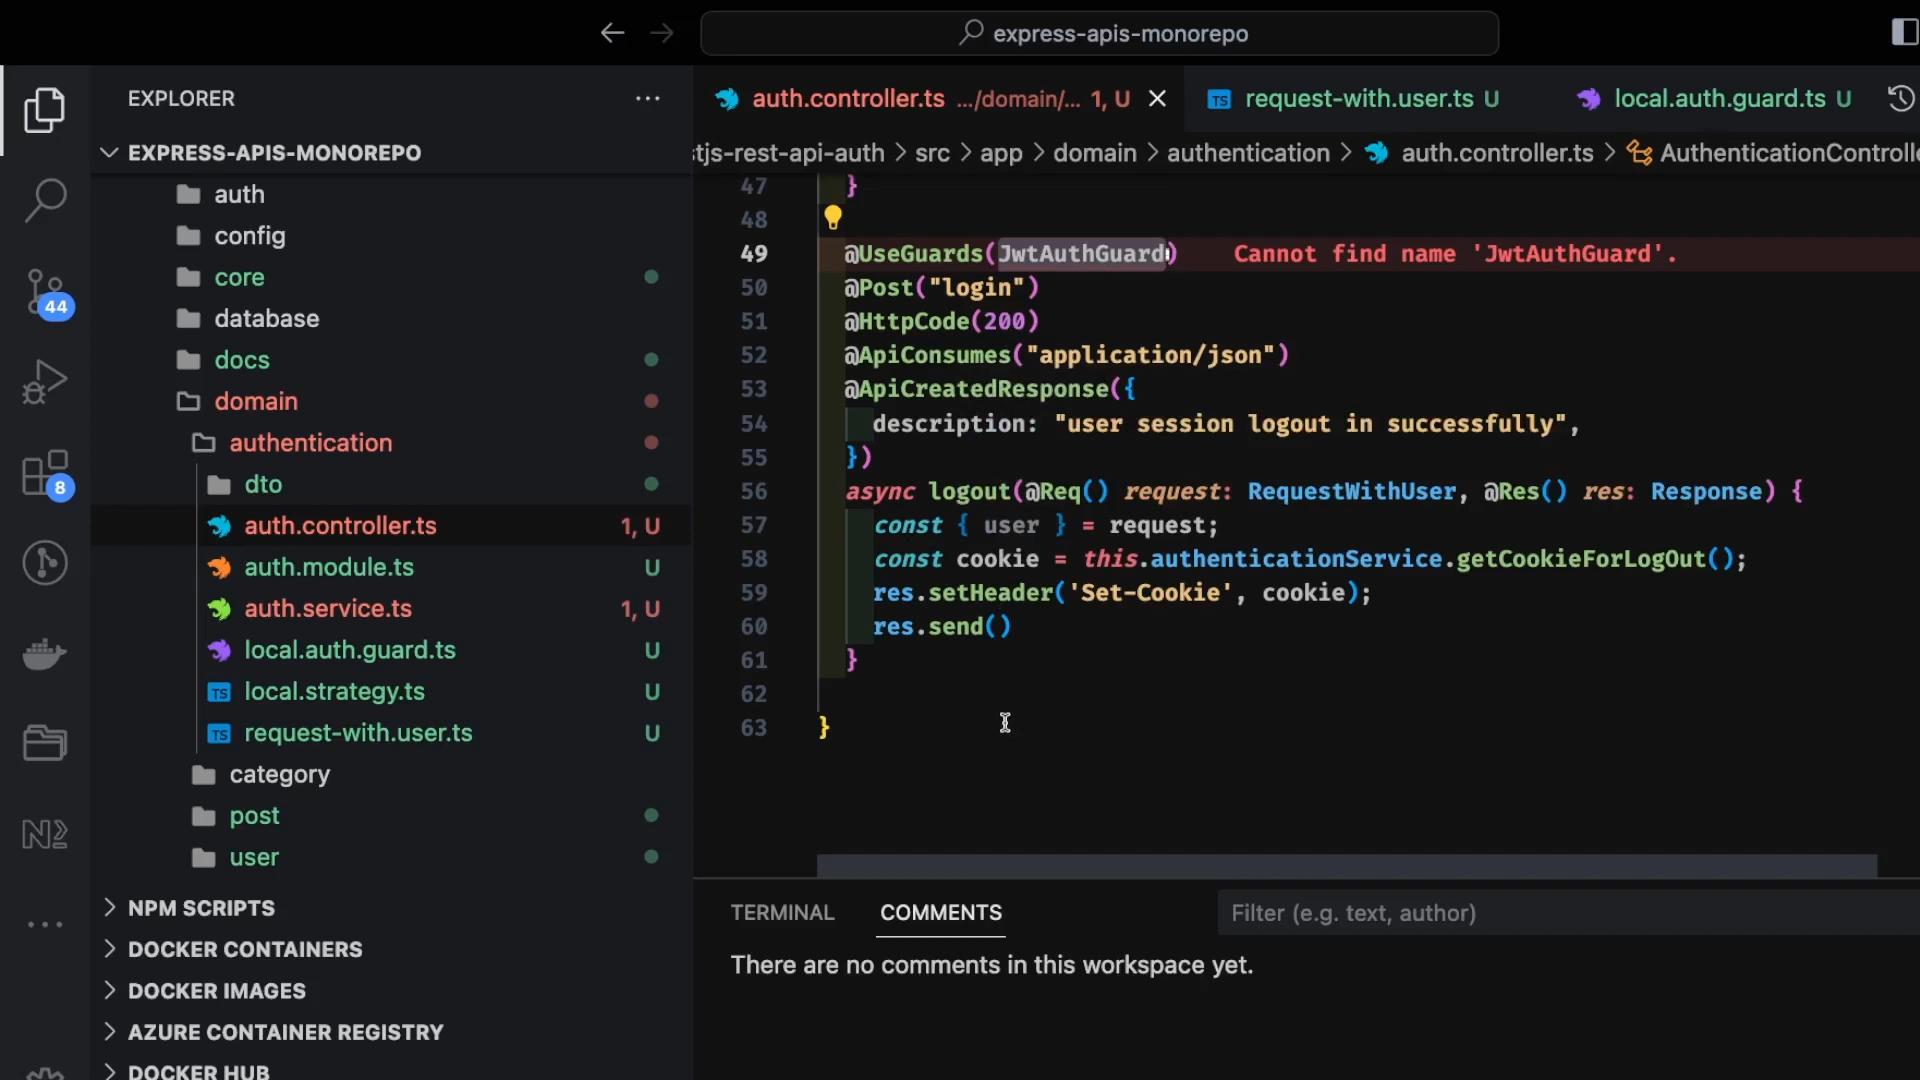 express-apis-monorepo
EXPLORER
EXPRESS-APIS-MONOREPO
auth
config
core
database
docs
domain
authentication
dto
auth.controller.ts 1, U
auth.module.ts U
auth.service.ts 1, U
local.auth.guard.ts U
local.strategy.ts U
request-with.user.ts U
category
post
user
NPM SCRIPTS
DOCKER CONTAINERS
DOCKER IMAGES
AZURE CONTAINER REGISTRY
DOCKER HUB
44
8
auth.controller.ts .../domain/... 1, U
TS request-with.user.ts U
local.auth.guard.ts U
stjs-rest-api-auth > src > app > domain > authentication > auth.controller.ts > AuthenticationControlle
47 }
48
49 @UseGuards(JwtAuthGuard) Cannot find name 'JwtAuthGuard'.
50 @Post("login")
51 @HttpCode(200)
52 @ApiConsumes("application/json")
53 @ApiCreatedResponse({
54 description: "user session logout in successfully",
55 })
56 async logout(@Req() request: RequestWithUser, @Res() res: Response) {
57 const { user } = request;
58 const cookie = this.authenticationService.getCookieForLogOut();
59 res.setHeader('Set-Cookie', cookie);
60 res.send()
61 }
62
63 }
TERMINAL
COMMENTS
Filter (e.g. text, author)
There are no comments in this workspace yet.